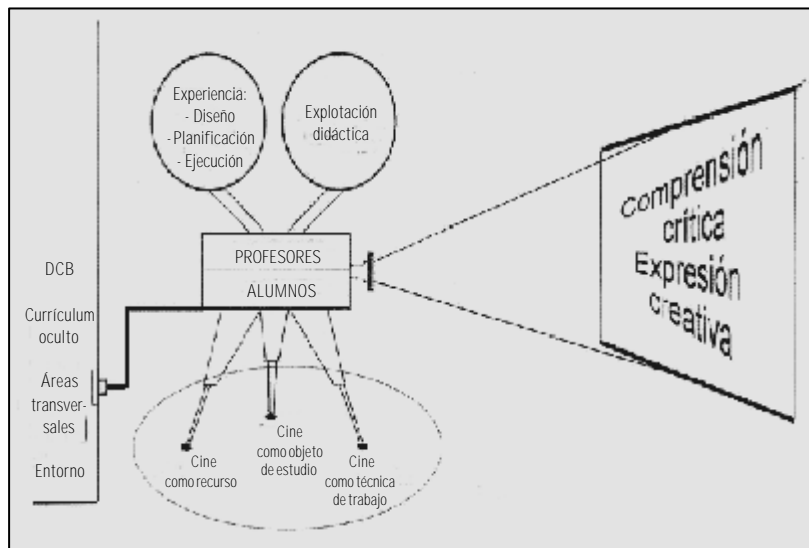 Experiencia:
- Diseño
- Planificación
- Ejecución
Explotación
didáctica
Comprensión
crítica
Expresión
creativa
PROFESORES
ALUMNOS
DCB
Currículum
oculto
Áreas
transver-
sales
Entorno
Cine
como recurso
Cine
como objeto
de estudio
Cine
como técnica
de trabajo